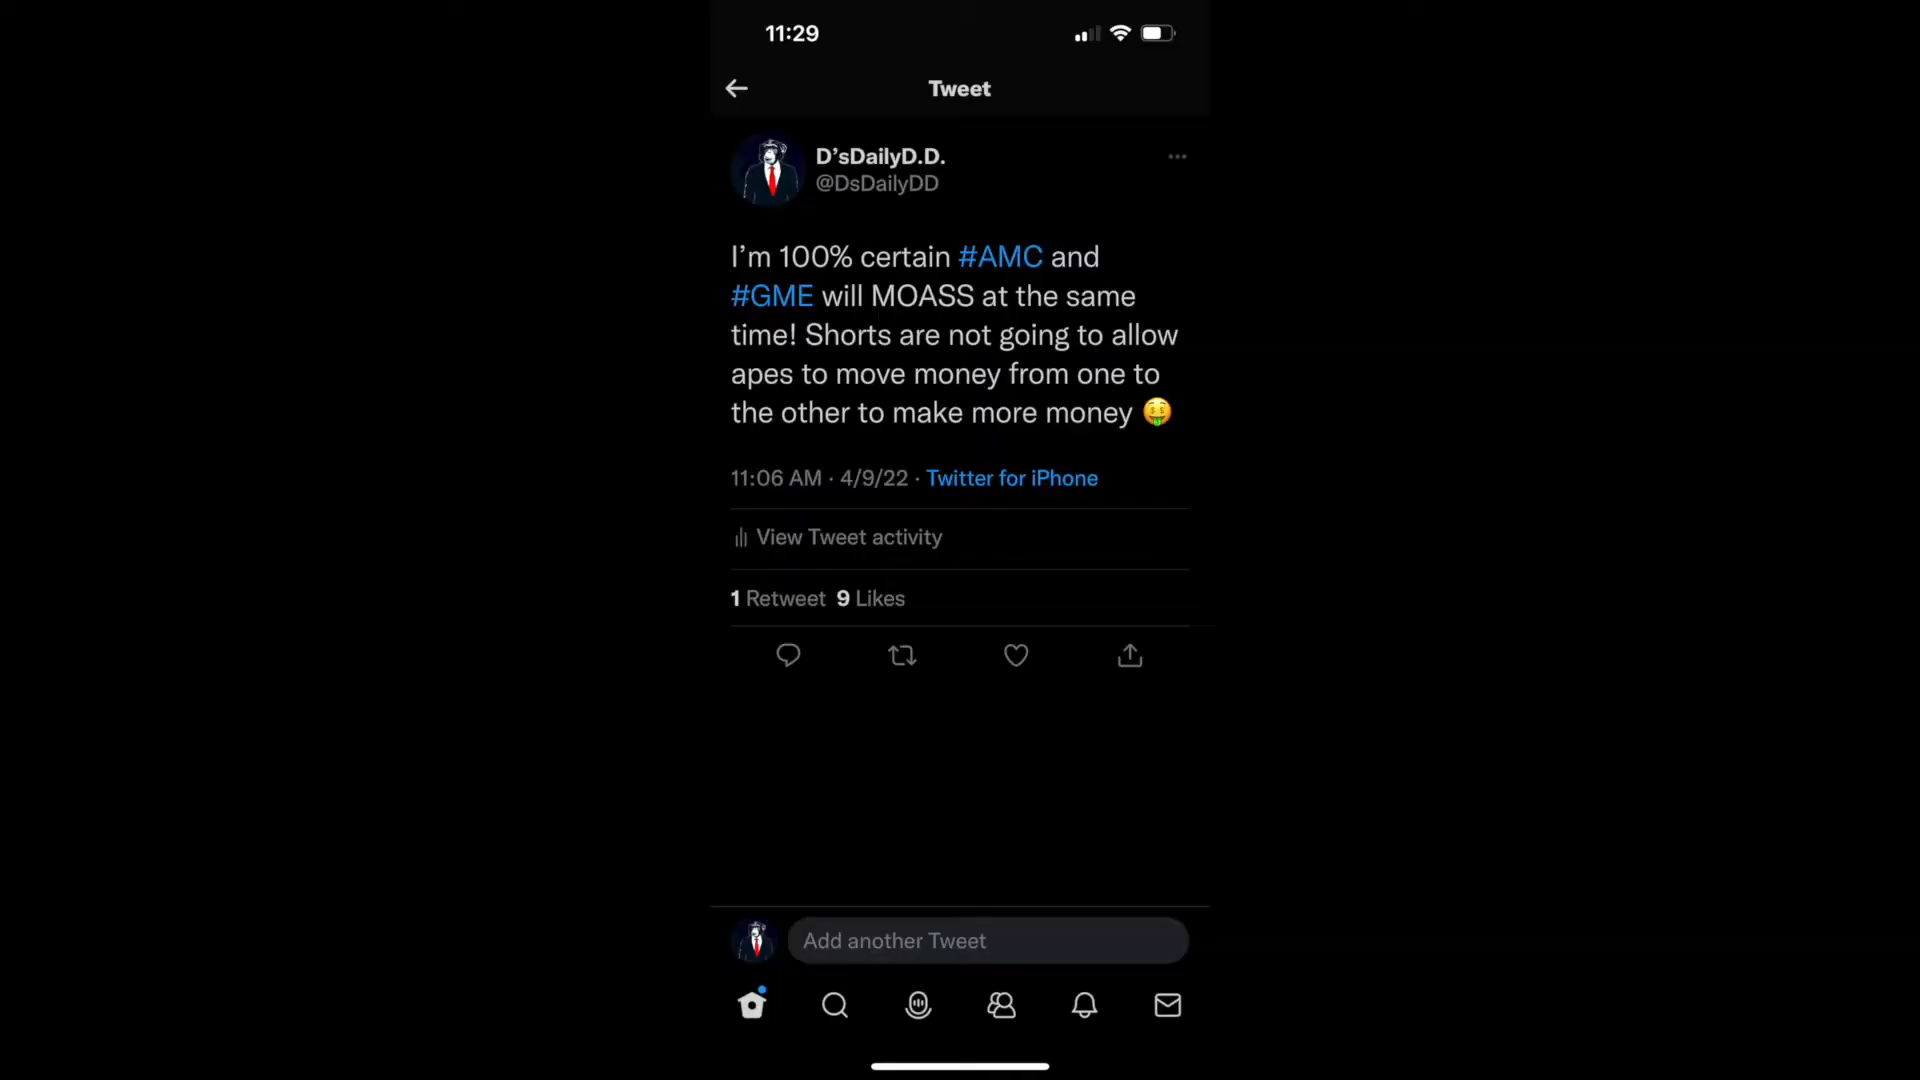 11:29
Tweet
D’sDailyD.D.
@DsDailyDD
I’m 100% certain #AMC and
#GME will MOASS at the same
time! Shorts are not going to allow
apes to move money from one to
the other to make more money 🤑
11:06 AM · 4/9/22 · Twitter for iPhone
View Tweet activity
1 Retweet 9 Likes
Add another Tweet